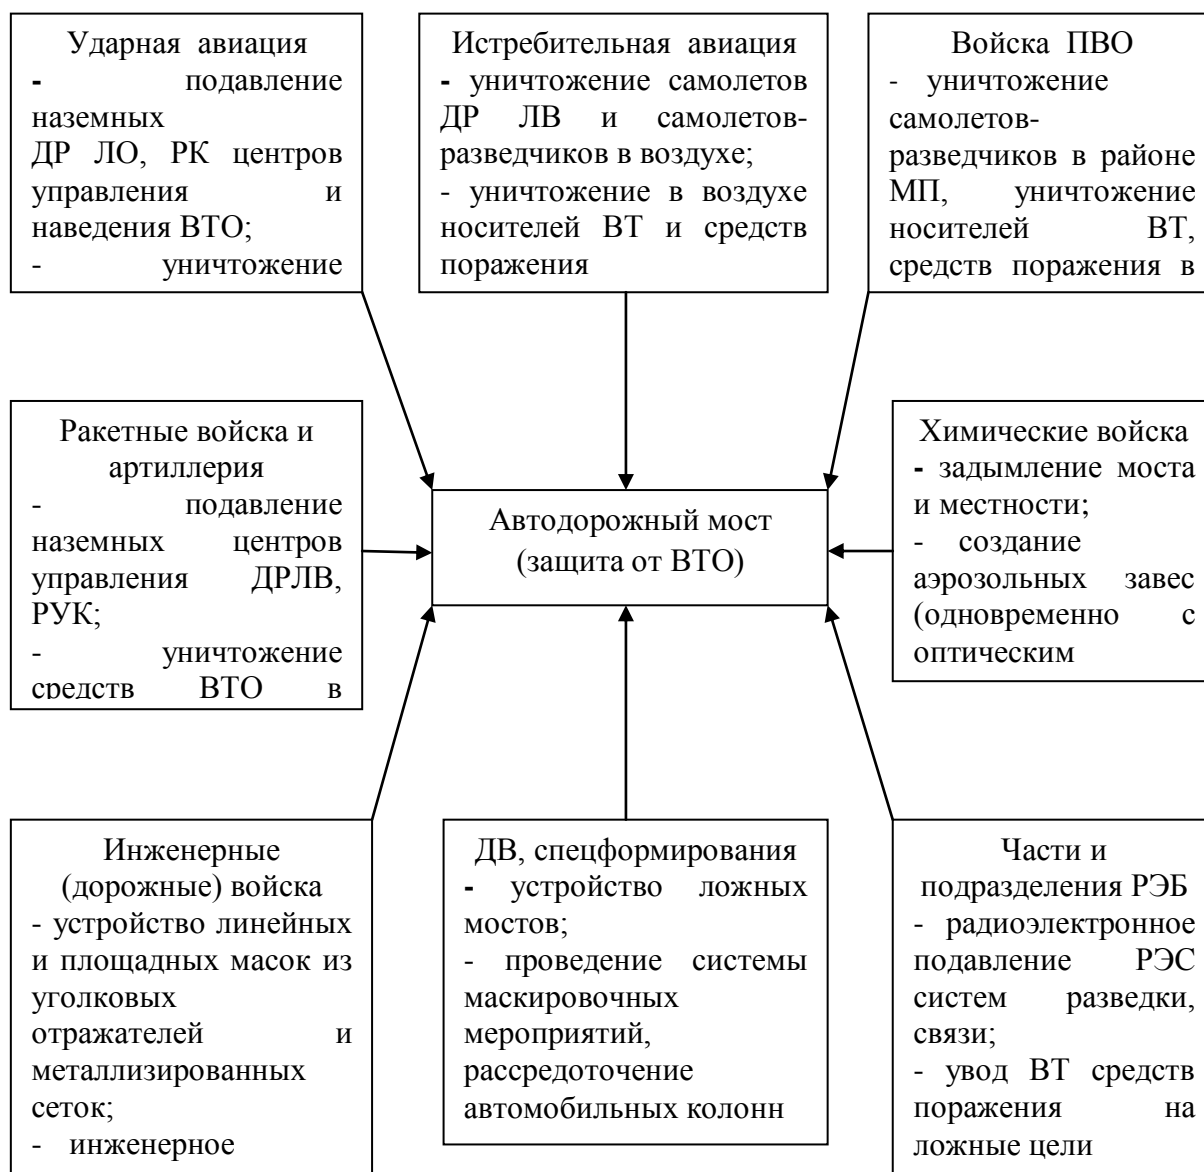 Ударная авиация
- подавление
наземных
ДР ЛО, РК центров
управления и
наведения ВТО;
- уничтожение
Истребительная авиация
- уничтожение самолетов
ДР ЛВ и самолетов-
разведчиков в воздухе;
- уничтожение в воздухе
носителей ВТ и средств
поражения
Войска ПВО
- уничтожение
самолетов-
разведчиков в районе
МП, уничтожение
носителей ВТ,
средств поражения в
Ракетные войска и
артиллерия
- подавление
наземных центров
управления ДРЛВ,
РУК;
- уничтожение
средств ВТО в
Автодорожный мост
(защита от ВТО)
Химические войска
- задымление моста
и местности;
- создание
аэрозольных завес
(одновременно с
оптическим
Инженерные
(дорожные) войска
- устройство линейных
и площадных масок из
уголковых
отражателей и
металлизированных
сеток;
- инженерное
ДВ, спецформирования
- устройство ложных
мостов;
- проведение системы
маскировочных
мероприятий,
рассредоточение
автомобильных колонн
Части и
подразделения РЭБ
- радиоэлектронное
подавление РЭС
систем разведки,
связи;
- увод ВТ средств
поражения на
ложные цели